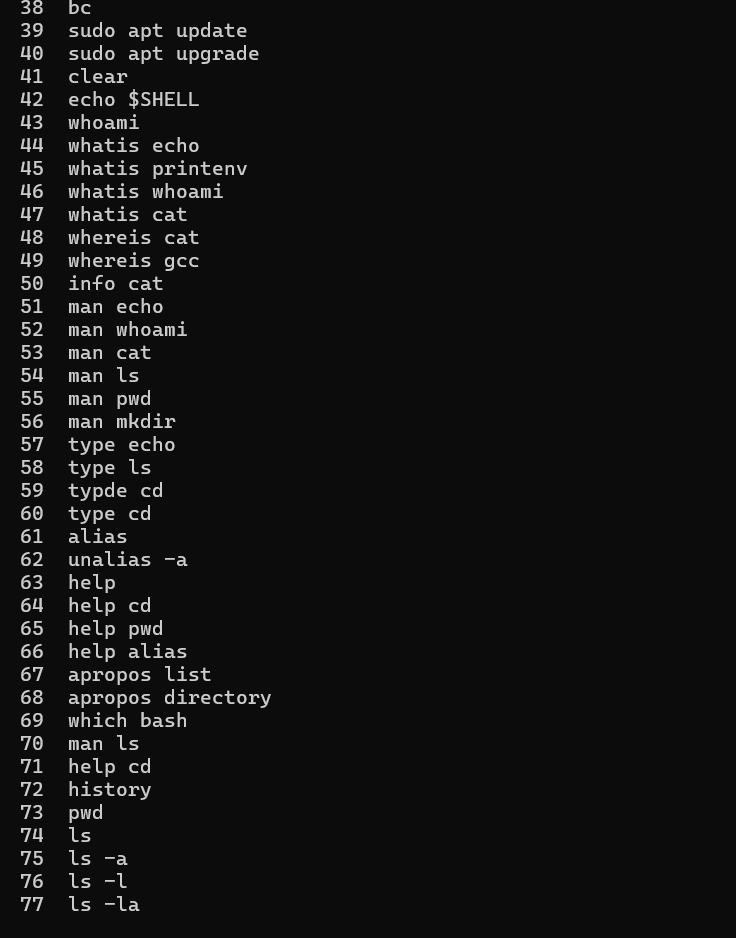 38 bc
39 sudo apt update
40 sudo apt upgrade
41 clear
42 echo $SHELL
43 whoami
44 whatis echo
45 whatis printenv
46 whatis whoami
47 whatis cat
48 whereis cat
49 whereis gcc
50 info cat
51 man echo
52 man whoami
53 man cat
54 man ls
55 man pwd
56 man mkdir
57 type echo
58 type ls
59 typde cd
60 type cd
61 alias
62 unalias -a
63 help
64 help cd
65 help pwd
66 help alias
67 apropos list
68 apropos directory
69 which bash
70 man ls
71 help cd
72 history
73 pwd
74 ls
75 ls -a
76 ls -l
77 ls -la